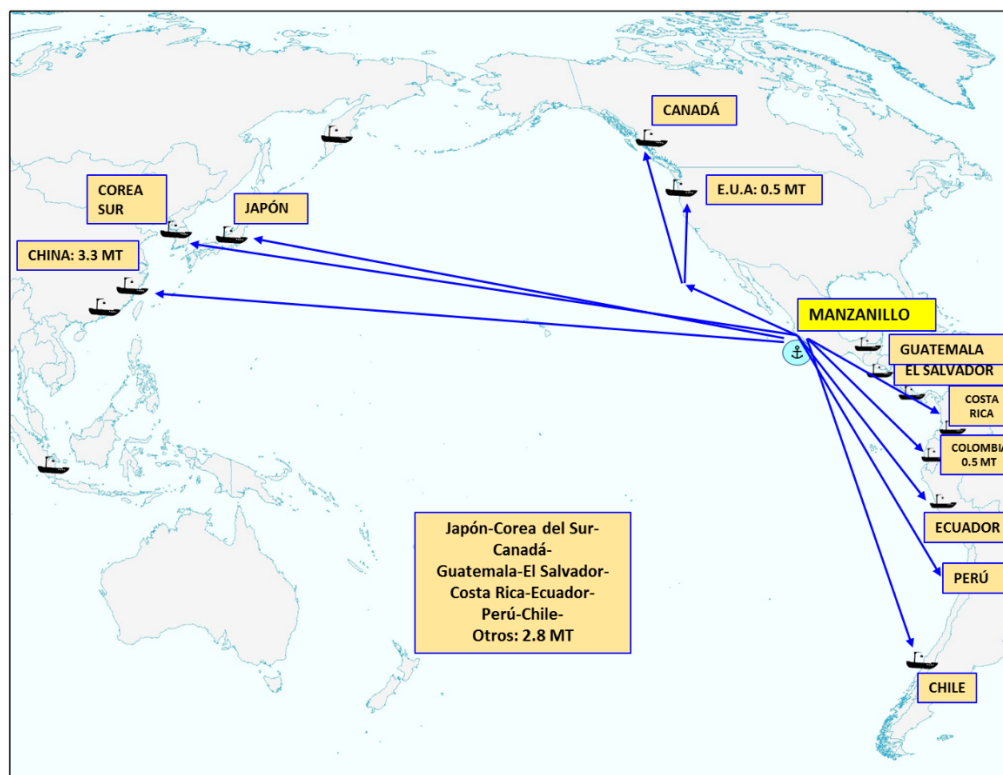 CANADÁ
E.U.A: 0.5 MT
COREA
SUR
JAPÓN
CHINA: 3.3 MT
MANZANILLO
GUATEMALA
EL SALVADOR
COSTA
RICA
COLOMBIA
0.5 MT
ECUADOR
PERÚ
CHILE
Japón-Corea del Sur-
Canadá-
Guatemala-El Salvador-
Costa Rica-Ecuador-
Perú-Chile-
Otros: 2.8 MT